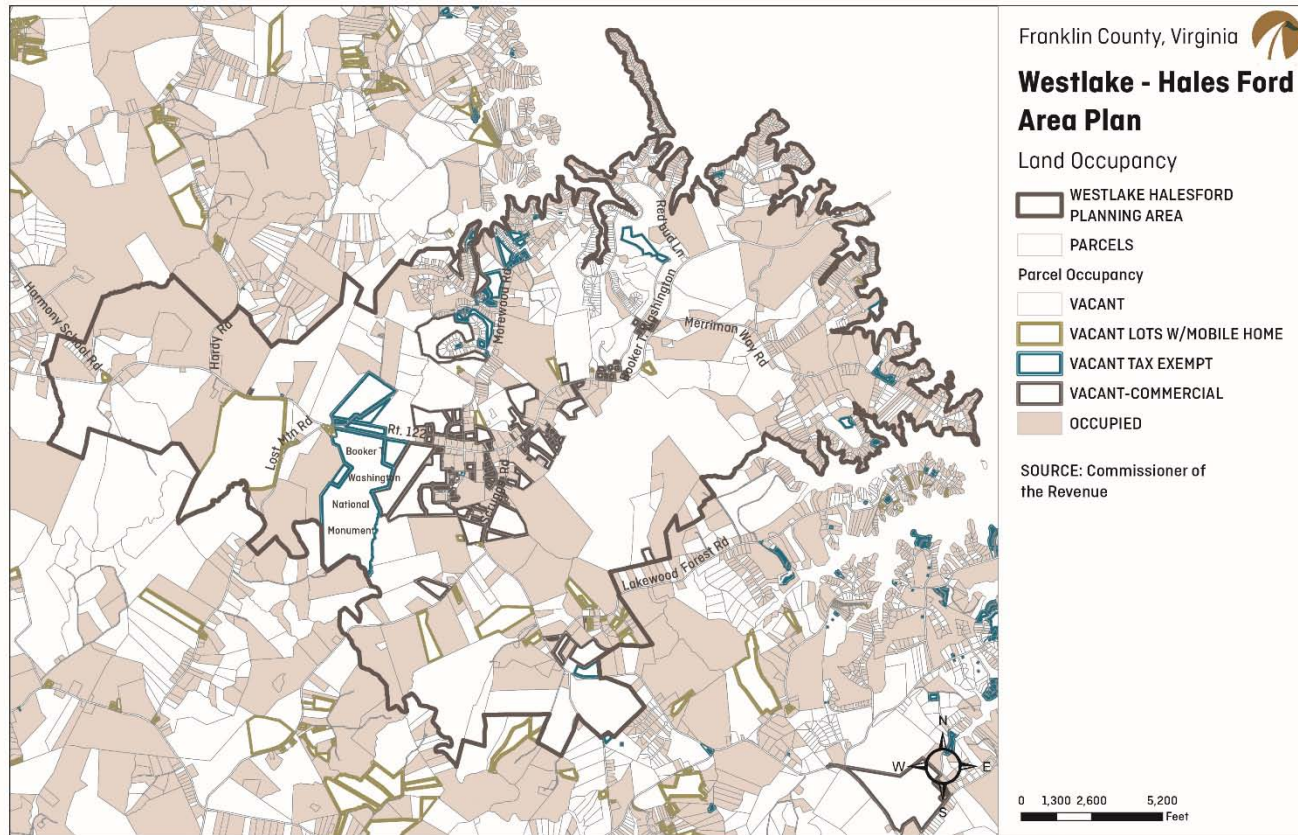 Franklin County, Virginia
Westlake - Hales Ford
Area Plan
Land Occupancy
WESTLAKE HALESFORD
PLANNING AREA
PARCELS
Parcel Occupancy
VACANT
VACANT LOTS W/MOBILE HOME
VACANT TAX EXEMPT
VACANT-COMMERCIAL
OCCUPIED
SOURCE: Commissioner of
the Revenue
0 1,300 2,600 5,200
Feet
Harmony School Rd
Hardy Rd
Lost Mtn Rd
Rt. 122
Booker T
Washington
National
Monument
Morewood Rd
Red bud Ln
Booker T Washington
Merriman Way Rd
Lakewood Forest Rd
N
W
E
S